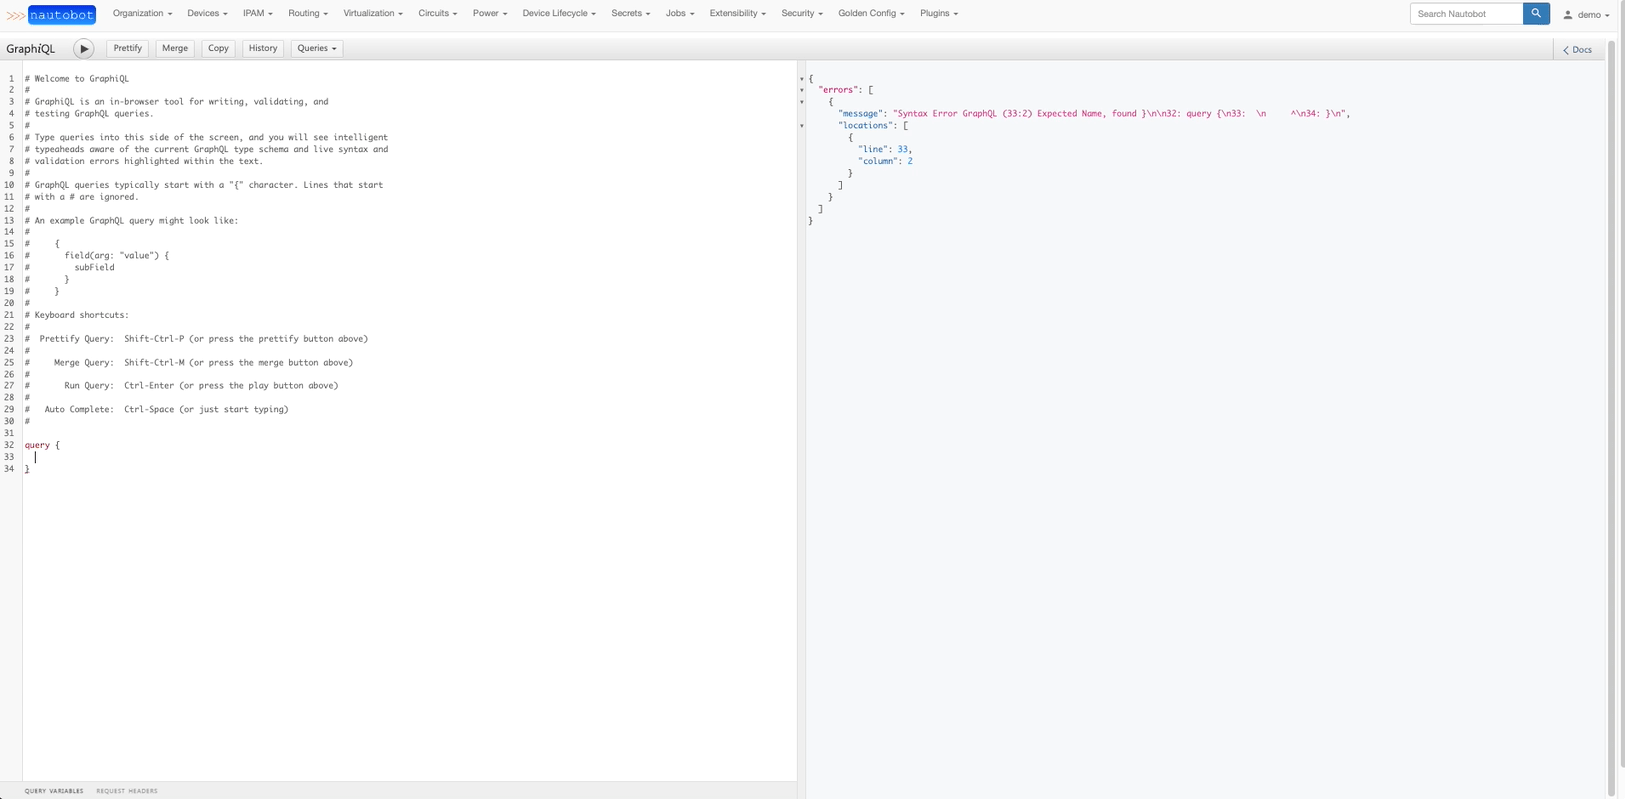 >>> nautobot Organization Devices IPAM Routing Virtualization Circuits Power Device Lifecycle Secrets Jobs Extensibility Security Golden Config Plugins Search Nautobot demo
GraphiQL Prettify Merge Copy History Queries Docs
1 # Welcome to GraphiQL
2 #
3 # GraphiQL is an in-browser tool for writing, validating, and
4 # testing GraphQL queries.
5 #
6 # Type queries into this side of the screen, and you will see intelligent
7 # typeaheads aware of the current GraphQL type schema and live syntax and
8 # validation errors highlighted within the text.
9 #
10 # GraphQL queries typically start with a "{" character. Lines that start
11 # with a # are ignored.
12 #
13 # An example GraphQL query might look like:
14 #
15 #     {
16 #       field(arg: "value") {
17 #         subField
18 #       }
19 #     }
20 #
21 # Keyboard shortcuts:
22 #
23 #  Prettify Query:  Shift-Ctrl-P (or press the prettify button above)
24 #
25 #     Merge Query:  Shift-Ctrl-M (or press the merge button above)
26 #
27 #       Run Query:  Ctrl-Enter (or press the play button above)
28 #
29 #   Auto Complete:  Ctrl-Space (or just start typing)
30 #
31
32 query {
33
34 }
{
  "errors": [
    {
      "message": "Syntax Error GraphQL (33:2) Expected Name, found }\n\n32: query {\n33:  \n     ^\n34: }\n",
      "locations": [
        {
          "line": 33,
          "column": 2
        }
      ]
    }
  ]
}
QUERY VARIABLES REQUEST HEADERS